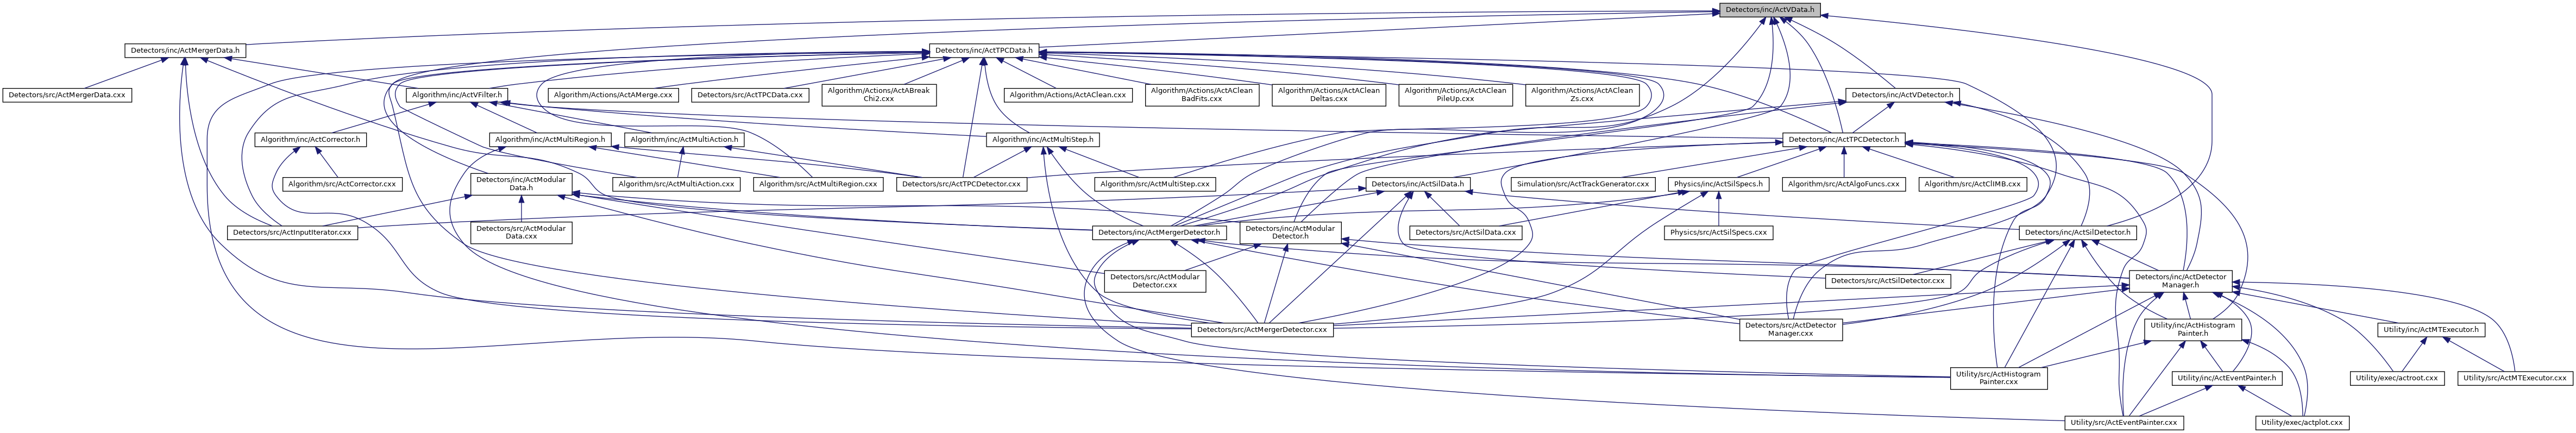 Detectors/inc/ActVData.h
Detectors/inc/ActMergerData.h
Detectors/inc/ActTPCData.h
Detectors/src/ActMergerData.cxx
Algorithm/inc/ActVFilter.h
Algorithm/Actions/ActAMerge.cxx
Detectors/src/ActTPCData.cxx
Algorithm/Actions/ActABreak
Chi2.cxx
Algorithm/Actions/ActAClean.cxx
Algorithm/Actions/ActAClean
BadFits.cxx
Algorithm/Actions/ActAClean
Deltas.cxx
Algorithm/Actions/ActAClean
PileUp.cxx
Algorithm/Actions/ActAClean
Zs.cxx
Detectors/inc/ActVDetector.h
Algorithm/inc/ActCorrector.h
Algorithm/inc/ActMultiRegion.h
Algorithm/inc/ActMultiAction.h
Algorithm/inc/ActMultiStep.h
Detectors/inc/ActTPCDetector.h
Algorithm/src/ActCorrector.cxx
Detectors/inc/ActModular
Data.h
Algorithm/src/ActMultiAction.cxx
Algorithm/src/ActMultiRegion.cxx
Detectors/src/ActTPCDetector.cxx
Algorithm/src/ActMultiStep.cxx
Detectors/inc/ActSilData.h
Simulation/src/ActTrackGenerator.cxx
Physics/inc/ActSilSpecs.h
Algorithm/src/ActAlgoFuncs.cxx
Algorithm/src/ActClIMB.cxx
Detectors/src/ActInputIterator.cxx
Detectors/src/ActModular
Data.cxx
Detectors/inc/ActMergerDetector.h
Detectors/inc/ActModular
Detector.h
Detectors/src/ActSilData.cxx
Physics/src/ActSilSpecs.cxx
Detectors/inc/ActSilDetector.h
Detectors/src/ActModular
Detector.cxx
Detectors/src/ActSilDetector.cxx
Detectors/inc/ActDetector
Manager.h
Detectors/src/ActMergerDetector.cxx
Detectors/src/ActDetector
Manager.cxx
Utility/inc/ActHistogram
Painter.h
Utility/inc/ActMTExecutor.h
Utility/src/ActHistogram
Painter.cxx
Utility/inc/ActEventPainter.h
Utility/exec/actroot.cxx
Utility/src/ActMTExecutor.cxx
Utility/src/ActEventPainter.cxx
Utility/exec/actplot.cxx